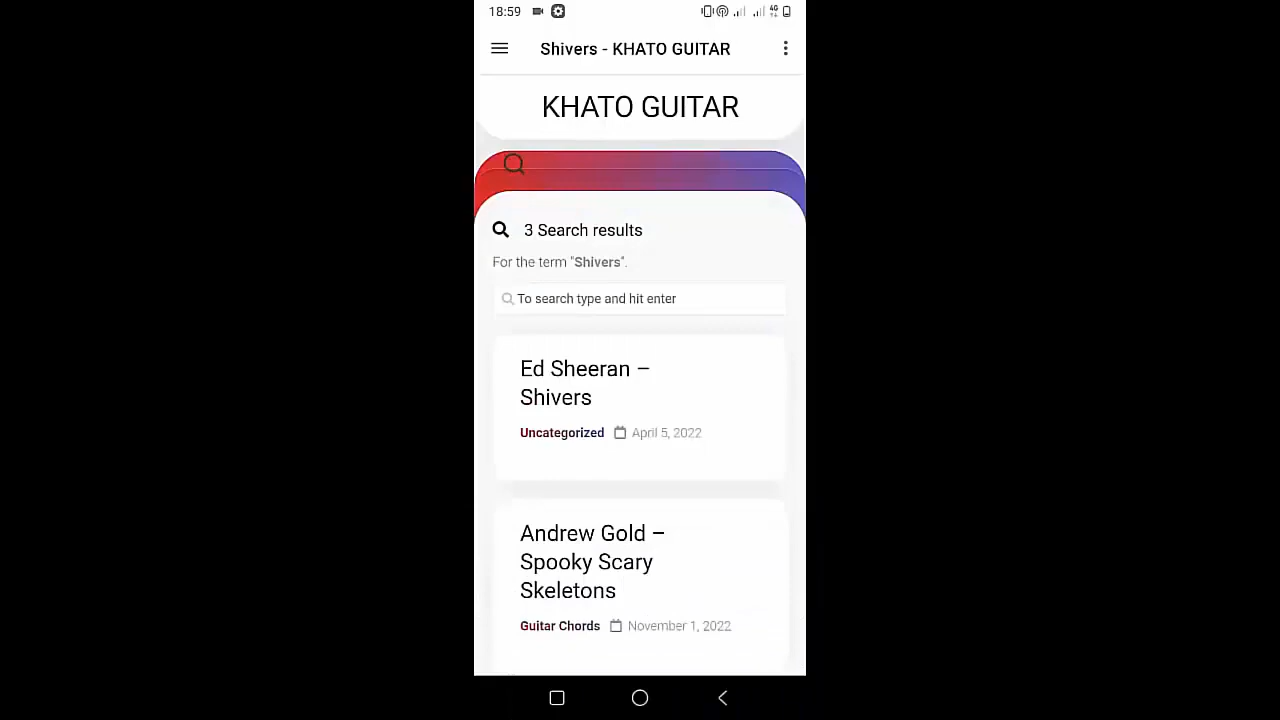 18:59 4G
Shivers - KHATO GUITAR
KHATO GUITAR
3 Search results
For the term "Shivers".
To search type and hit enter
Ed Sheeran –
Shivers
Uncategorized April 5, 2022
Andrew Gold –
Spooky Scary
Skeletons
Guitar Chords November 1, 2022